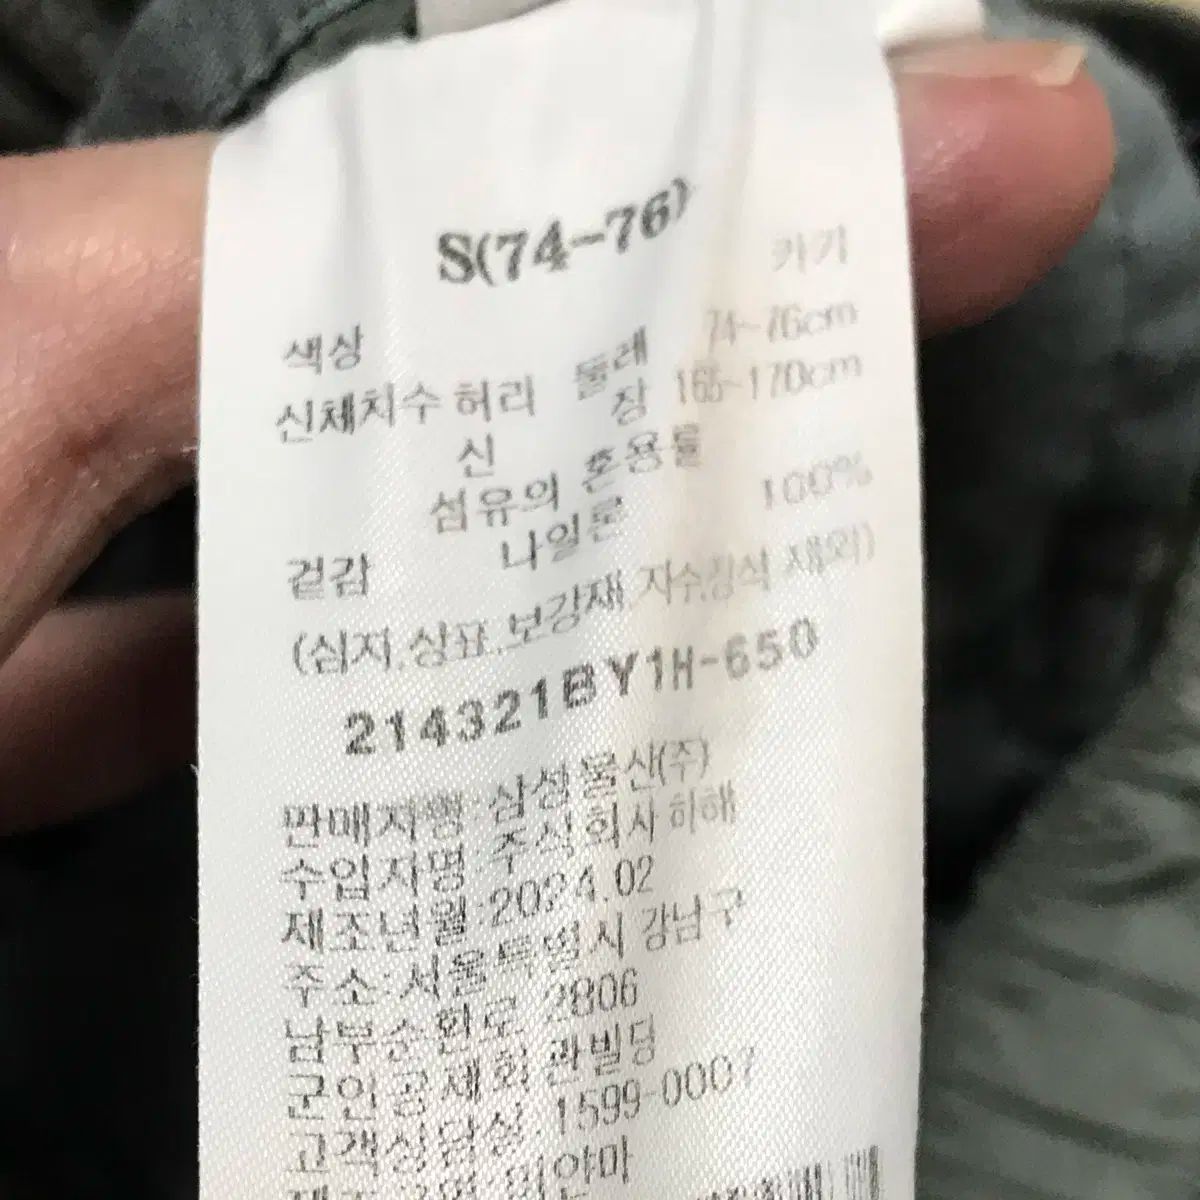 S(74-76)
색상 카키
신체치수 허리 둘레 74~76cm
신 장 165~170cm
섬유의 혼용률
겉감 나일론 100%
(심지,상표,보강재,자수,장식 제외)
214321BY1H-650
판매자명:삼성물산(주)
수입자명:주식회사 하해
제조년월:2024.02
주소:서울특별시 강남구
남부순환로 2806
군인공제회관빌딩
고객상담실:1599-0007
제조국명:미얀마